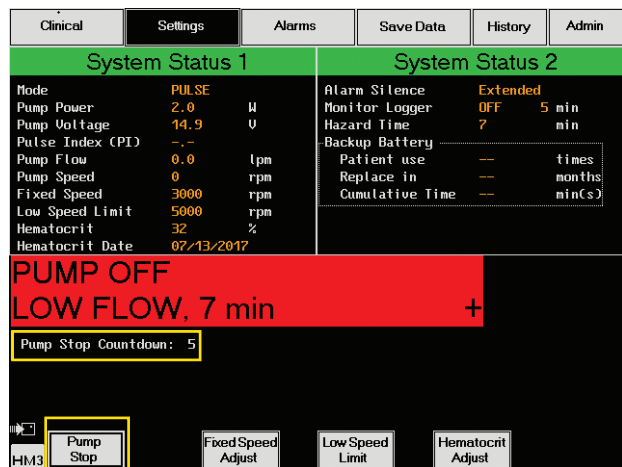 Clinical Settings Alarms Save Data History Admin
System Status 1
Mode PULSE
Pump Power 2.0 W
Pump Voltage 14.9 V
Pulse Index (PI) -.-
Pump Flow 0.0 lpm
Pump Speed 0 rpm
Fixed Speed 3000 rpm
Low Speed Limit 5000 rpm
Hematocrit 32 %
Hematocrit Date 07/13/2017
System Status 2
Alarm Silence Extended
Monitor Logger OFF 5 min
Hazard Time 7 min
Backup Battery
Patient use -- times
Replace in -- months
Cumulative Time -- min(s)
PUMP OFF
LOW FLOW, 7 min +
Pump Stop Countdown: 5
HM3
Pump
Stop
Fixed Speed
Adjust
Low Speed
Limit
Hematocrit
Adjust